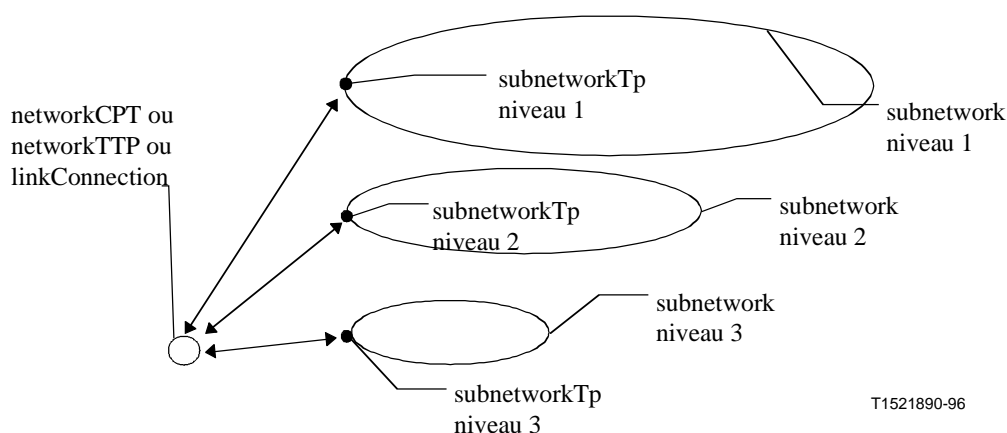 subnetworkTp
niveau 1
networkCPT ou
networkTTP ou
linkConnection
subnetwork
niveau 1
subnetworkTp
niveau 2
subnetwork
niveau 2
subnetwork
niveau 3
subnetworkTp
niveau 3
T1521890-96